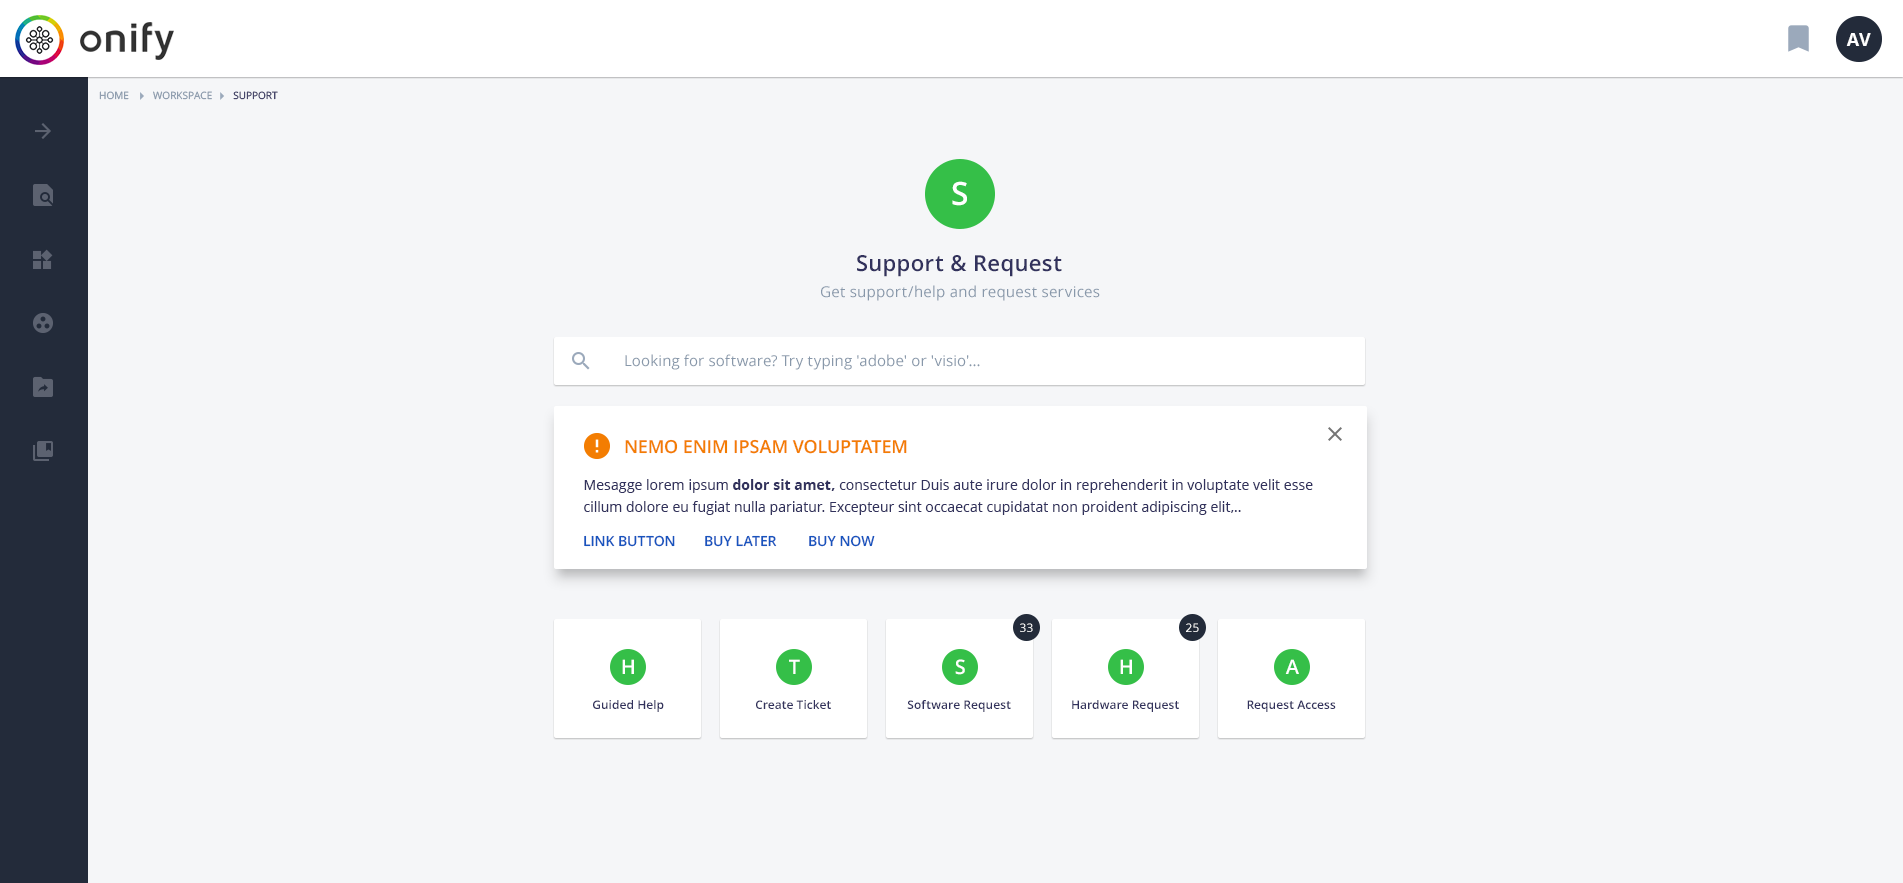 onify
AV
HOME WORKSPACE SUPPORT
S
Support & Request
Get support/help and request services
Looking for software? Try typing 'adobe' or 'visio'...
! NEMO ENIM IPSAM VOLUPTATEM
Mesagge lorem ipsum dolor sit amet, consectetur Duis aute irure dolor in reprehenderit in voluptate velit esse
cillum dolore eu fugiat nulla pariatur. Excepteur sint occaecat cupidatat non proident adipiscing elit,..
LINK BUTTON BUY LATER BUY NOW
33 25
H T S H A
Guided Help Create Ticket Software Request Hardware Request Request Access